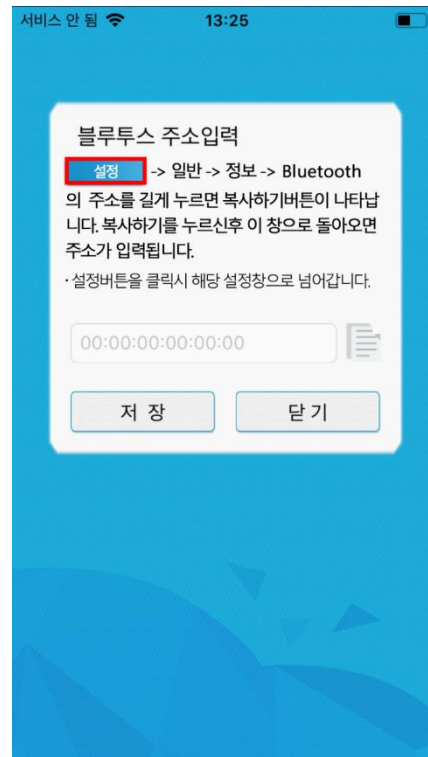 서비스 안 됨 13:25
블루투스 주소입력
설정 -> 일반 -> 정보 -> Bluetooth
의 주소를 길게 누르면 복사하기버튼이 나타납
니다. 복사하기를 누르신후 이 창으로 돌아오면
주소가 입력됩니다.
·설정버튼을 클릭시 해당 설정창으로 넘어갑니다.
00:00:00:00:00:00
저 장 닫 기